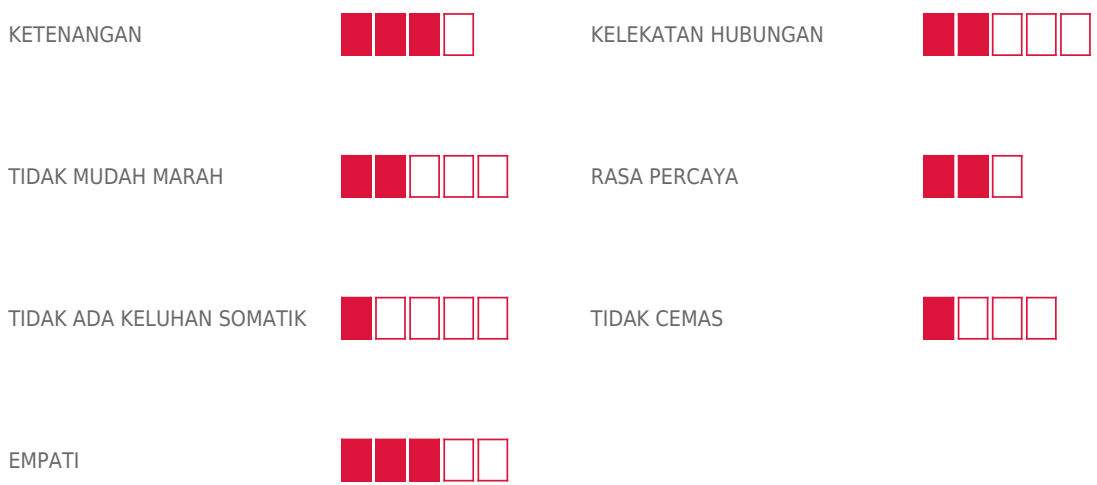 KETENANGAN
KELEKATAN HUBUNGAN
TIDAK MUDAH MARAH
RASA PERCAYA
TIDAK ADA KELUHAN SOMATIK
TIDAK CEMAS
EMPATI